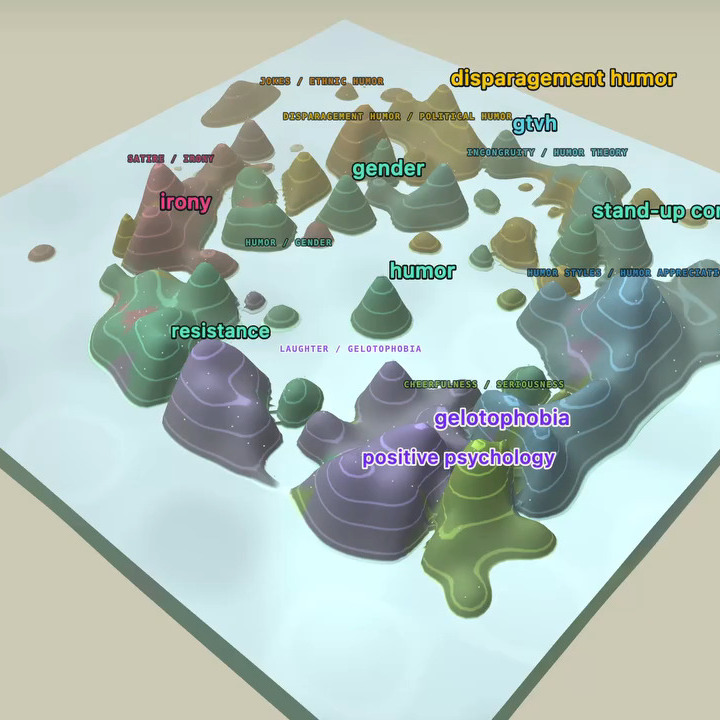 disparagement humor
JOKES / ETHNIC HUMOR
DISPARAGEMENT HUMOR / POLITICAL HUMOR
gtvh
SATIRE / IRONY
INCONGRUITY / HUMOR THEORY
gender
irony
stand-up co
HUMOR / GENDER
humor
HUMOR STYLES / HUMOR APPRECIATI
resistance
LAUGHTER / GELOTOPHOBIA
CHEERFULNESS / SERIOUSNESS
gelotophobia
positive psychology